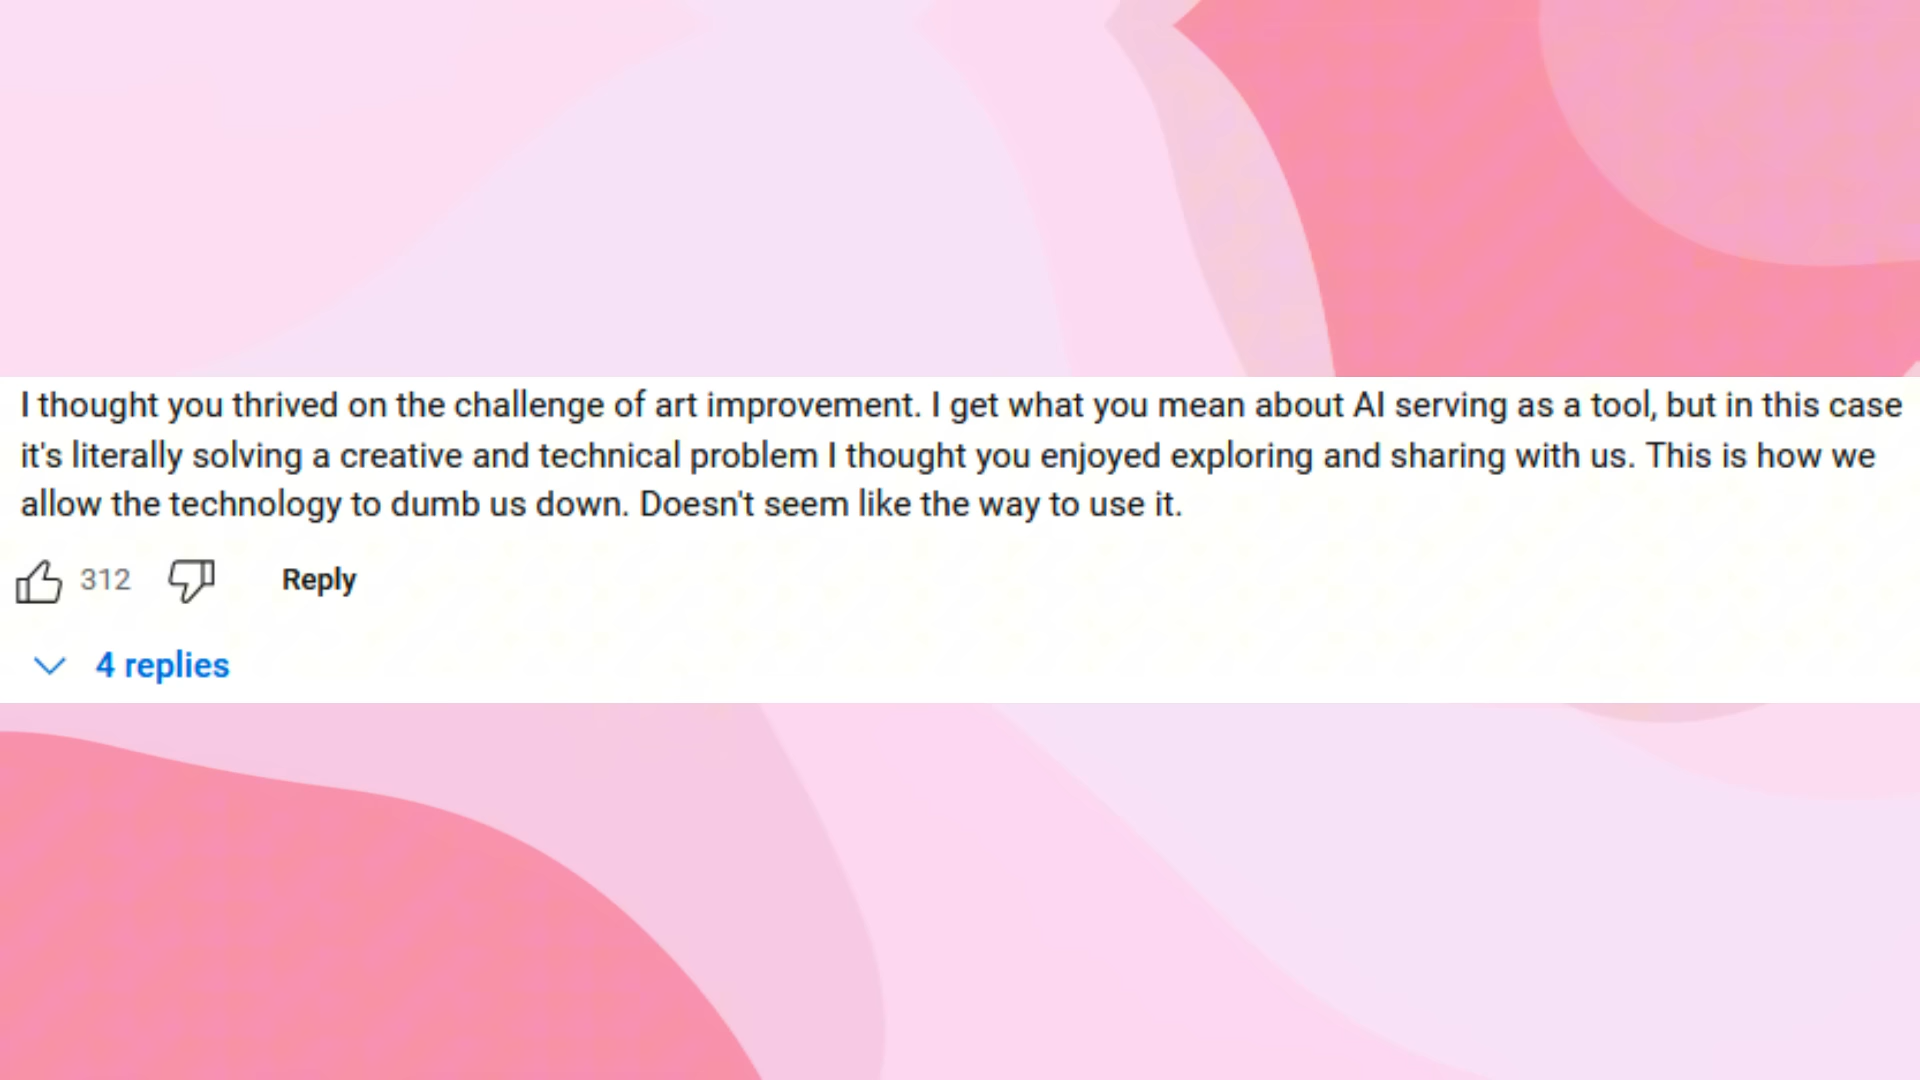 I thought you thrived on the challenge of art improvement. I get what you mean about AI serving as a tool, but in this case
it's literally solving a creative and technical problem I thought you enjoyed exploring and sharing with us. This is how we
allow the technology to dumb us down. Doesn't seem like the way to use it.
312 Reply
4 replies